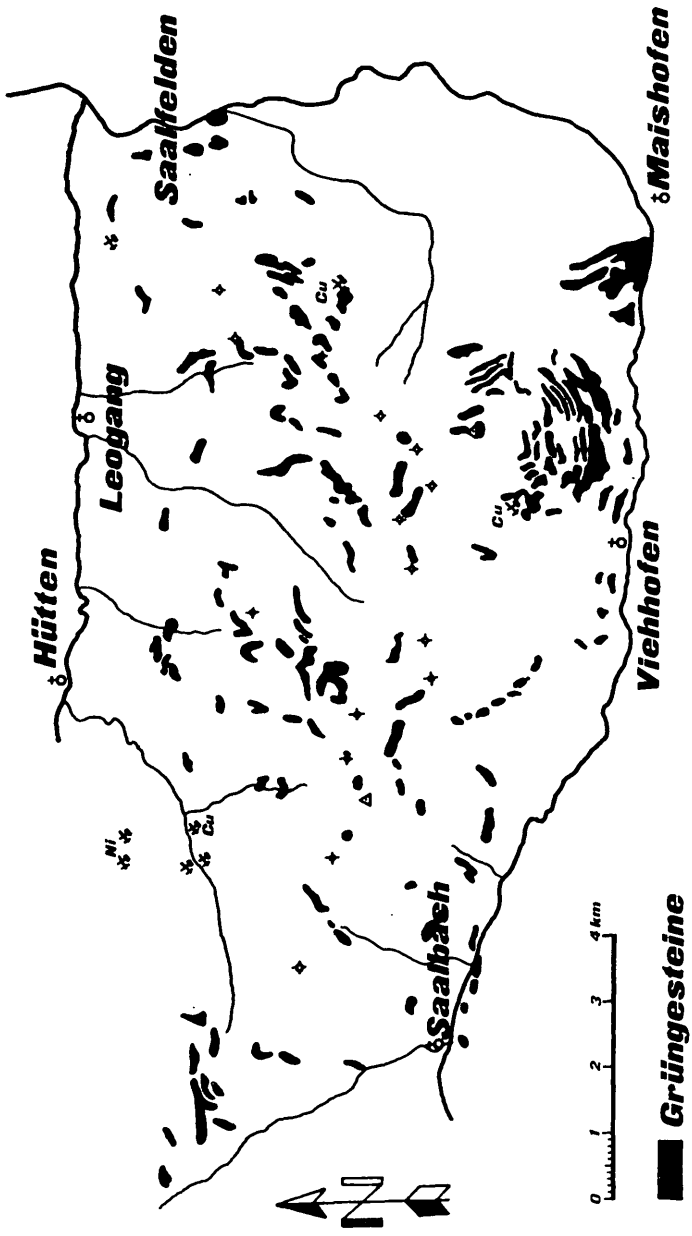 Hütten
Leogang
Saalfelden
Ni
Cu
Cu
Cu
Saalbach
Viehhofen
Maishofen
N
0 1 2 3 4 km
Grüngesteine